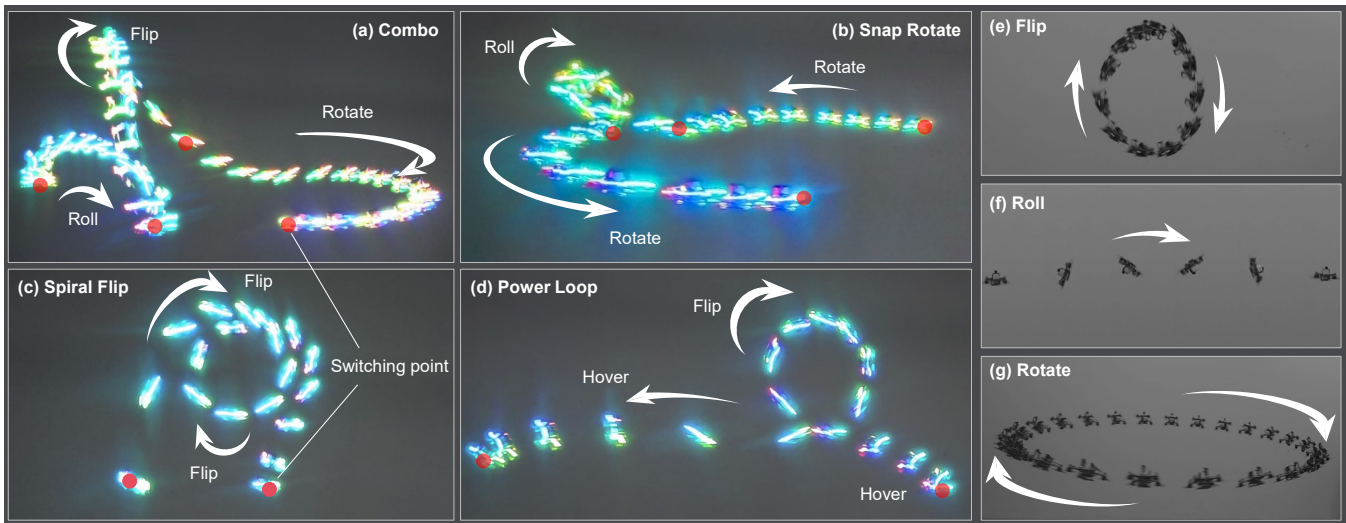 (a) Combo
Flip
Rotate
Roll
(b) Snap Rotate
Roll
Rotate
Rotate
(c) Spiral Flip
Flip
Flip
Switching point
(d) Power Loop
Flip
Hover
Hover
(e) Flip
(f) Roll
(g) Rotate